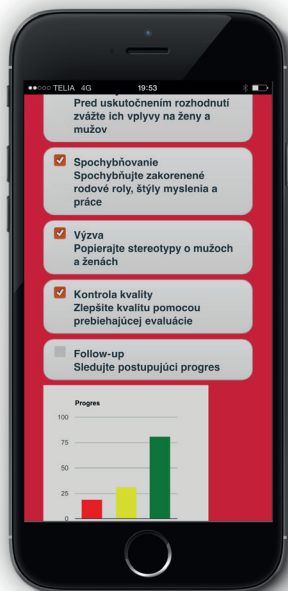 TELIA 4G 19:53
Pred uskutočnením rozhodnutí
zvážte ich vplyvy na ženy a
mužov
Spochybňovanie
Spochybňujte zakorenené
rodové roly, štýly myslenia a
práce
Výzva
Popierajte stereotypy o mužoch
a ženách
Kontrola kvality
Zlepšite kvalitu pomocou
prebiehajúcej evaluácie
Follow-up
Sledujte postupujúci progres
Progres
100
75
50
25
0